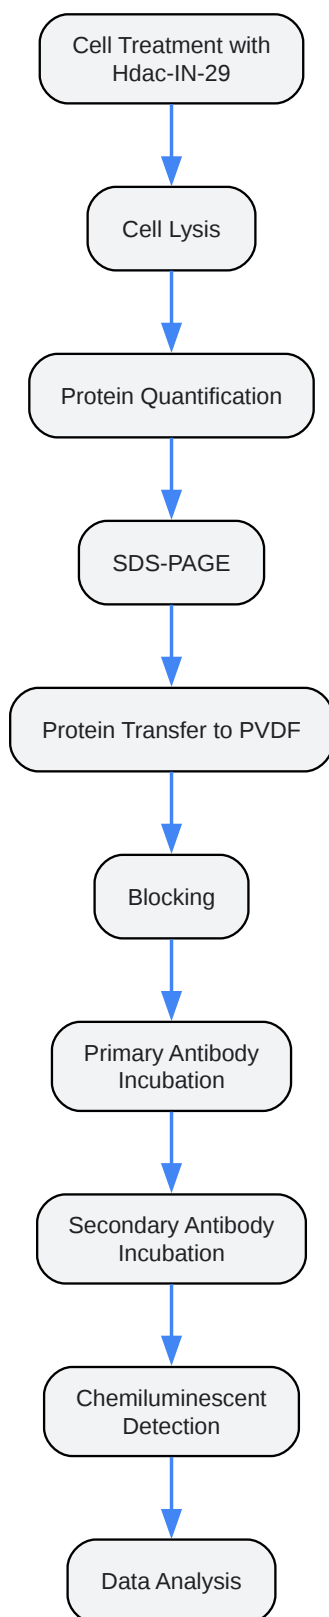 Cell Treatment with
Hdac-IN-29
Cell Lysis
Protein Quantification
SDS-PAGE
Protein Transfer to PVDF
Blocking
Primary Antibody
Incubation
Secondary Antibody
Incubation
Chemiluminescent
Detection
Data Analysis